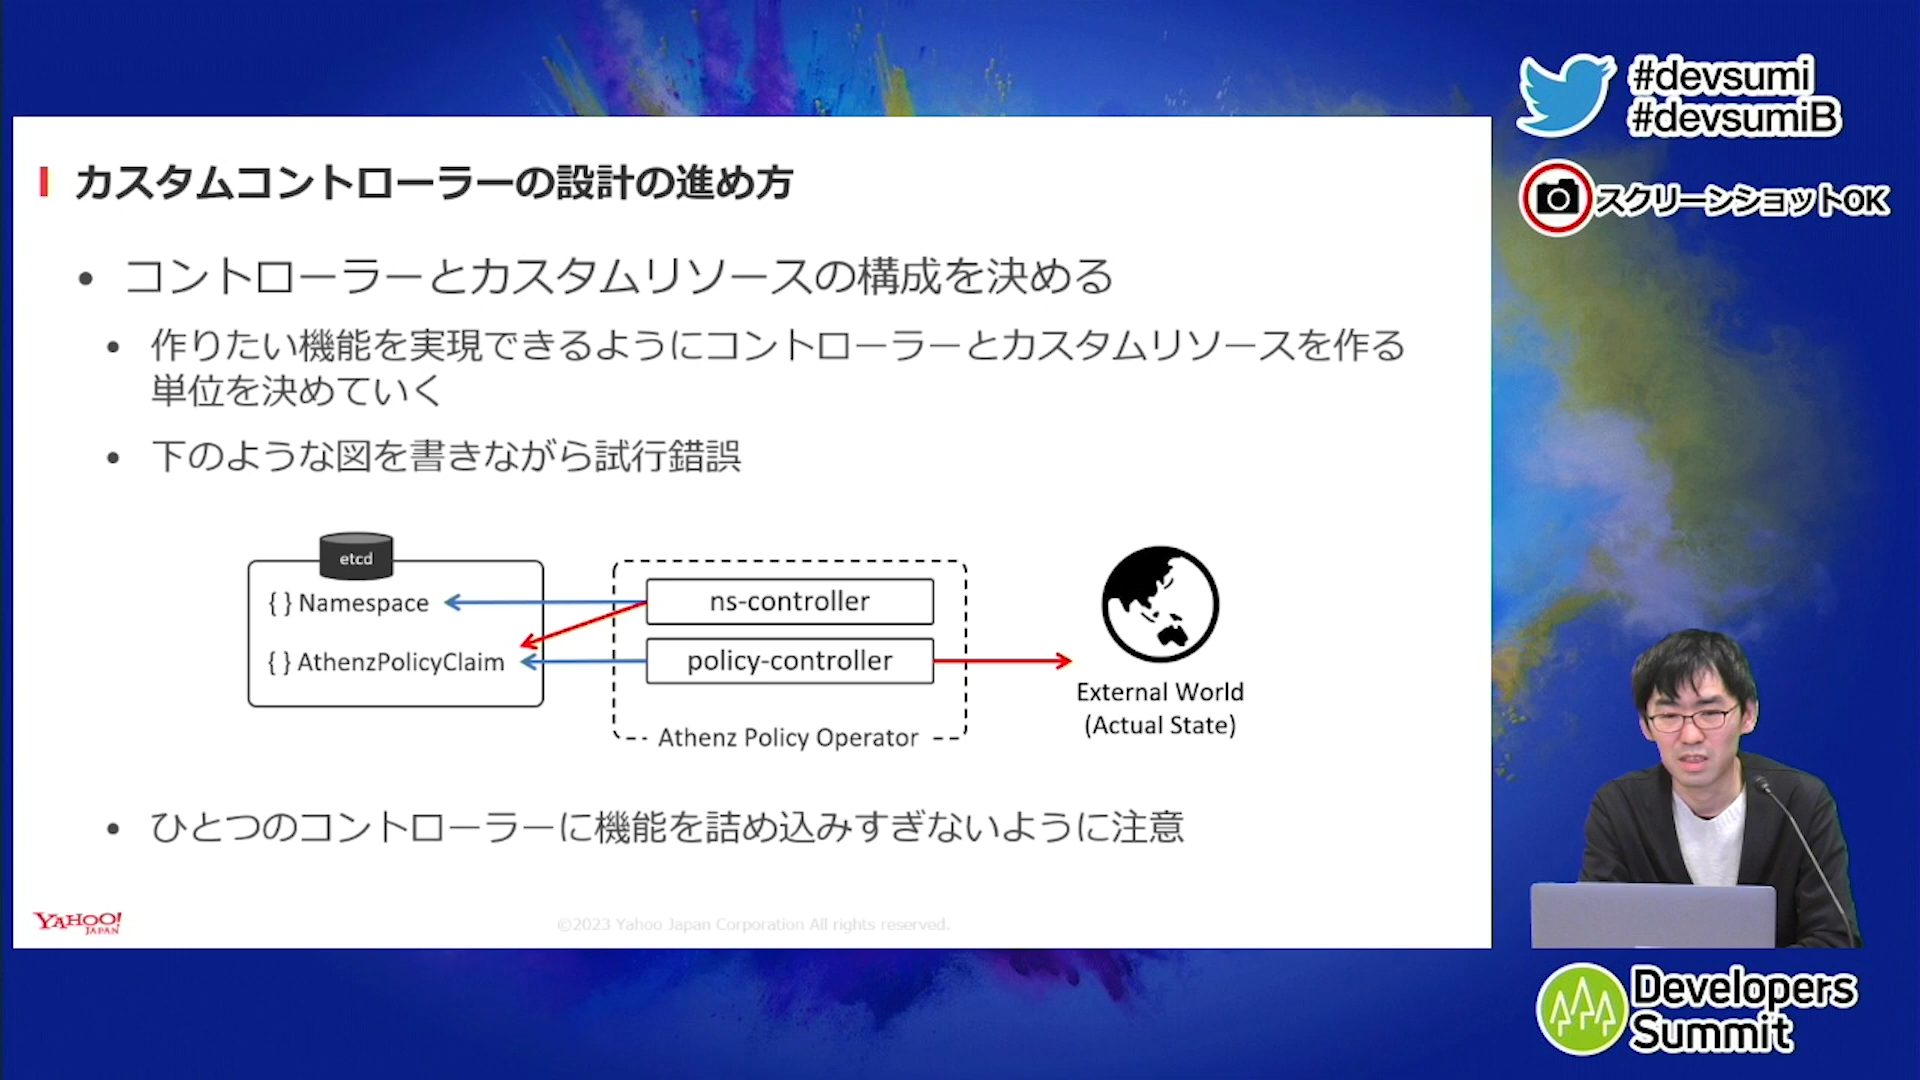 #devsumi
#devsumiB
スクリーンショットOK
カスタムコントローラーの設計の進め方
• コントローラーとカスタムリソースの構成を決める
• 作りたい機能を実現できるようにコントローラーとカスタムリソースを作る
単位を決めていく
• 下のような図を書きながら試行錯誤
etcd
{ } Namespace
{ } AthenzPolicyClaim
ns-controller
policy-controller
Athenz Policy Operator
External World
(Actual State)
• ひとつのコントローラーに機能を詰め込みすぎないように注意
YAHOO!
JAPAN
©2023 Yahoo Japan Corporation All rights reserved.
Developers
Summit